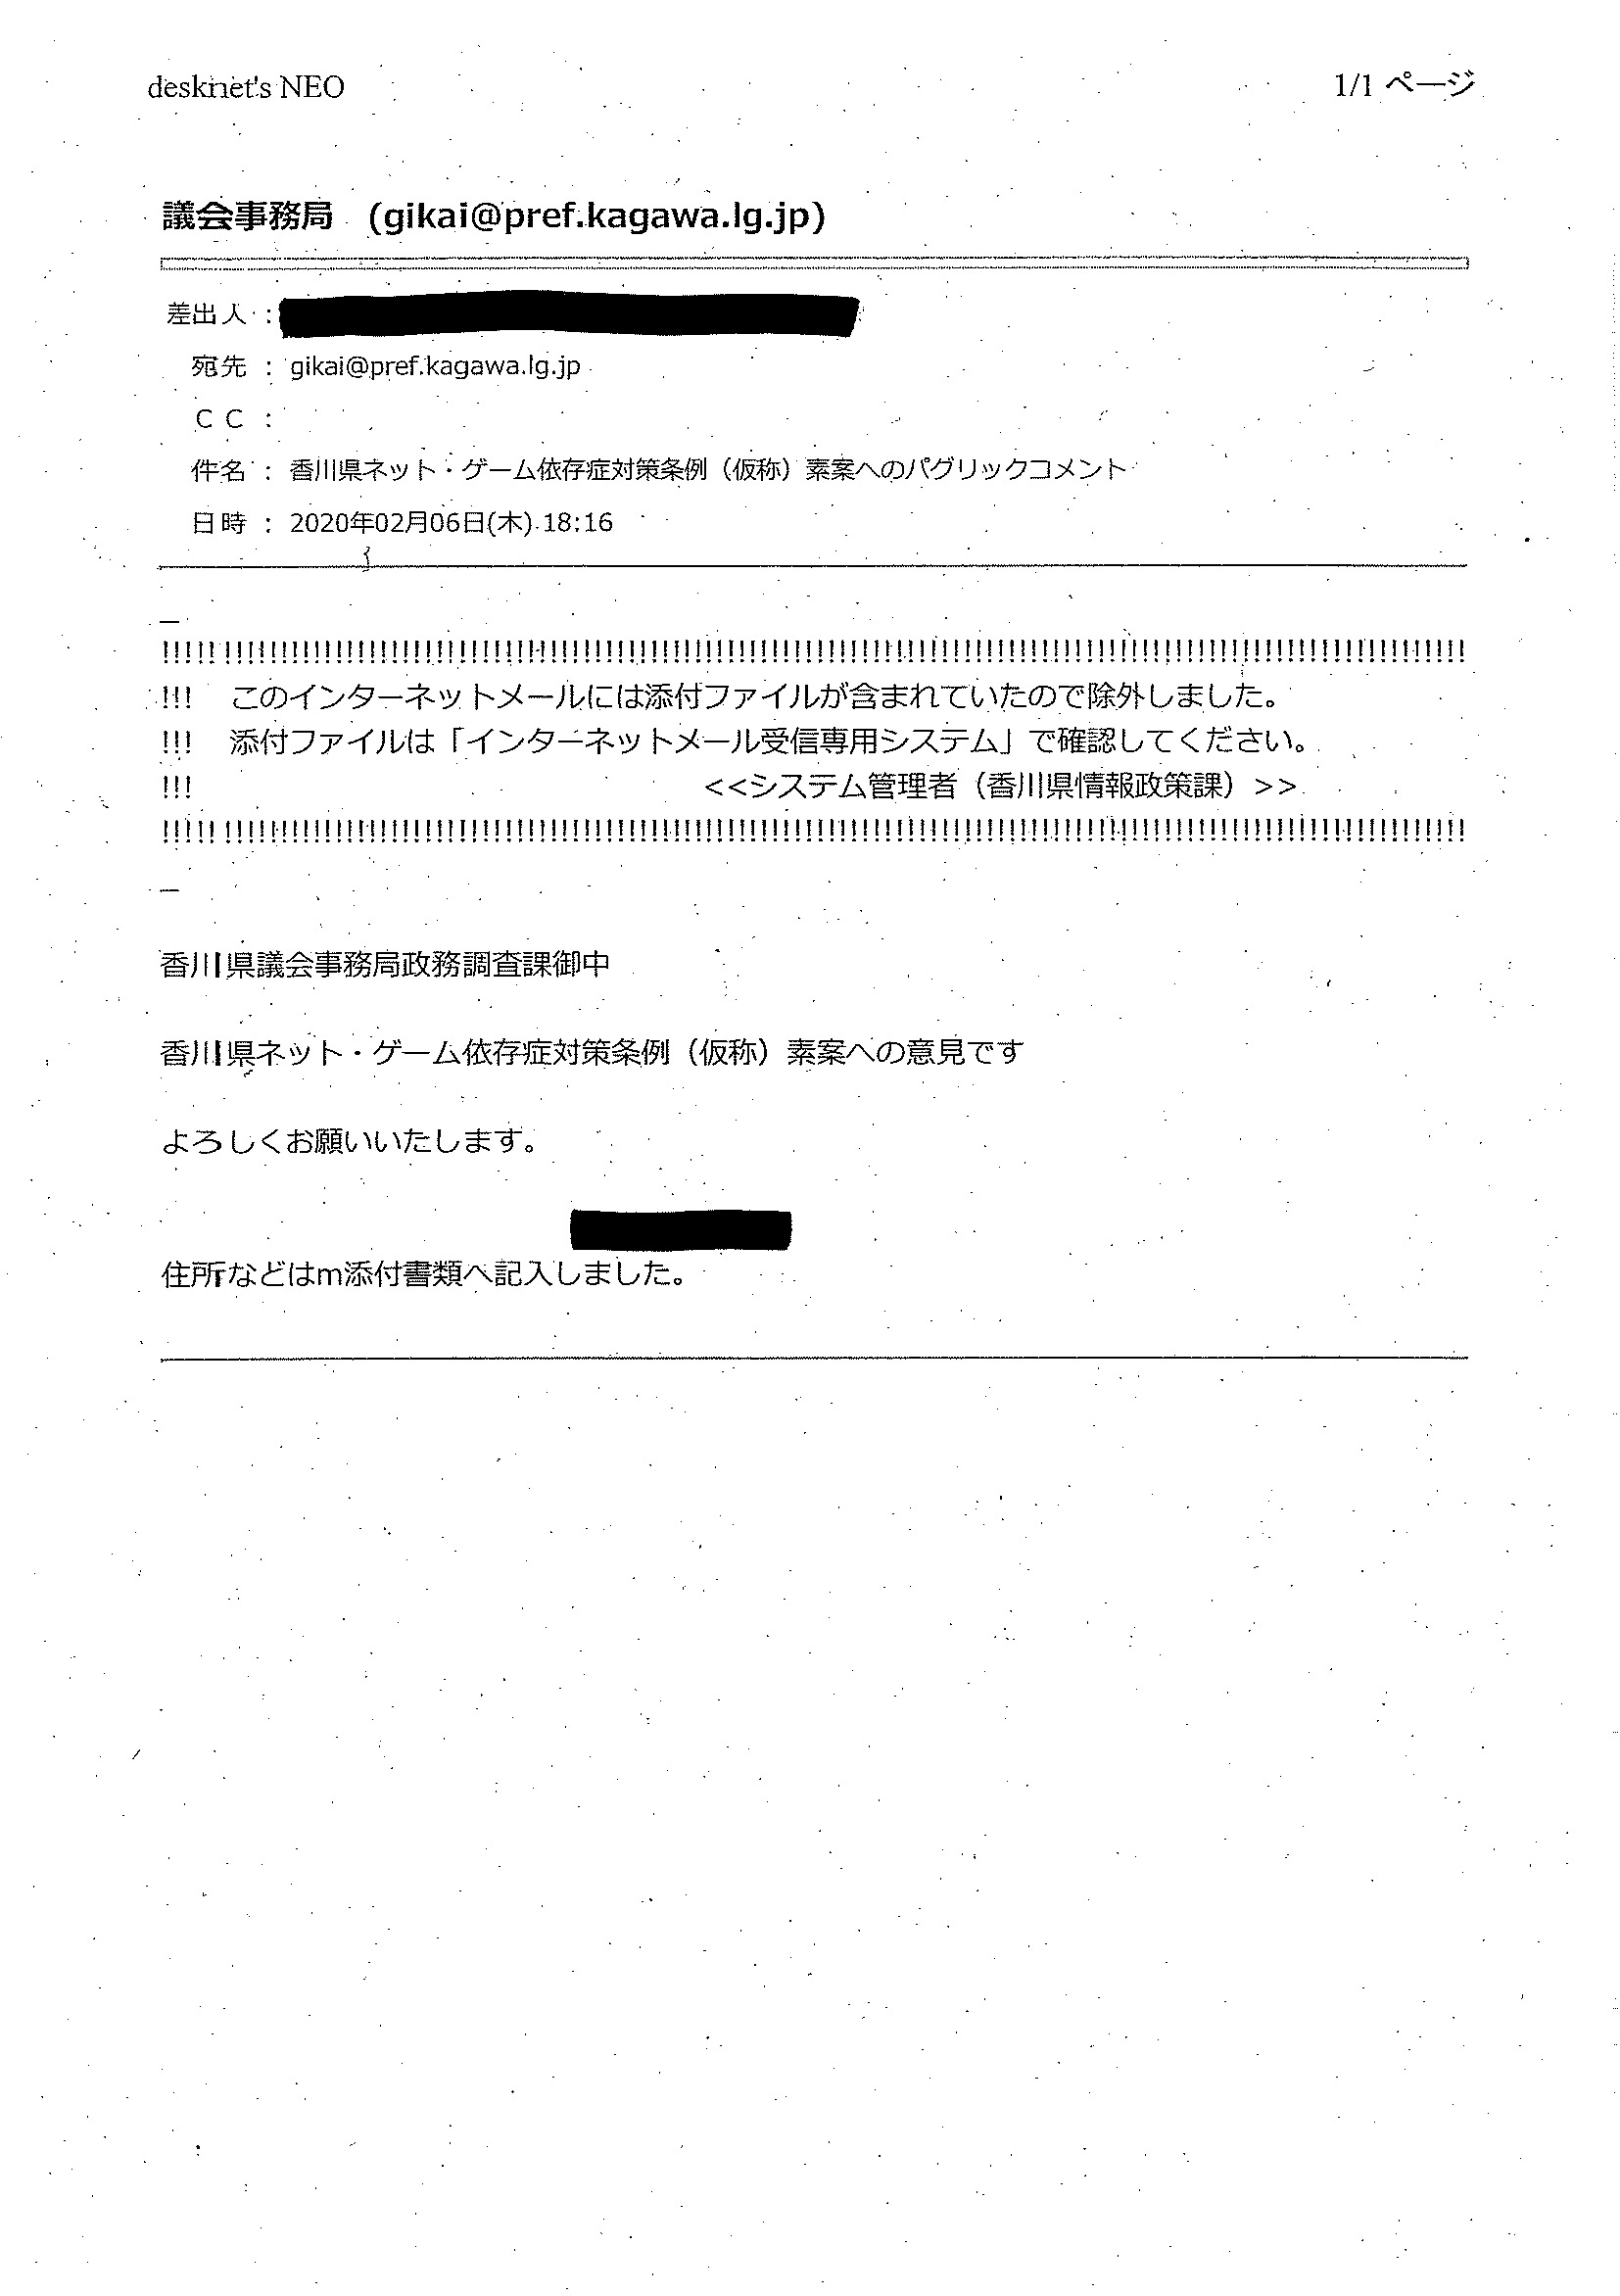 desknet's NEO
1/1 ページ
議会事務局　(gikai@pref.kagawa.lg.jp)
差出人 :
宛先 : gikai@pref.kagawa.lg.jp
ＣＣ :
件名 : 香川県ネット・ゲーム依存症対策条例（仮称）素案へのパグリックコメント
日時 : 2020年02月06日(木) 18:16
_
!!!!!!!!!!!!!!!!!!!!!!!!!!!!!!!!!!!!!!!!!!!!!!!!!!!!!!!!!!!!!!!!!!!!!!!!!!!!!!!!!!!!!!!!!!!!!!!!!!!!!!!!!!!!!!!!!!!!!!!!
!!!　このインターネットメールには添付ファイルが含まれていたので除外しました。
!!!　添付ファイルは「インターネットメール受信専用システム」で確認してください。
!!!　<<システム管理者（香川県情報政策課）>>
!!!!!!!!!!!!!!!!!!!!!!!!!!!!!!!!!!!!!!!!!!!!!!!!!!!!!!!!!!!!!!!!!!!!!!!!!!!!!!!!!!!!!!!!!!!!!!!!!!!!!!!!!!!!!!!!!!!!!!!!
_
香川県議会事務局政務調査課御中
香川県ネット・ゲーム依存症対策条例（仮称）素案への意見です
よろしくお願いいたします。
住所などはm添付書類へ記入しました。